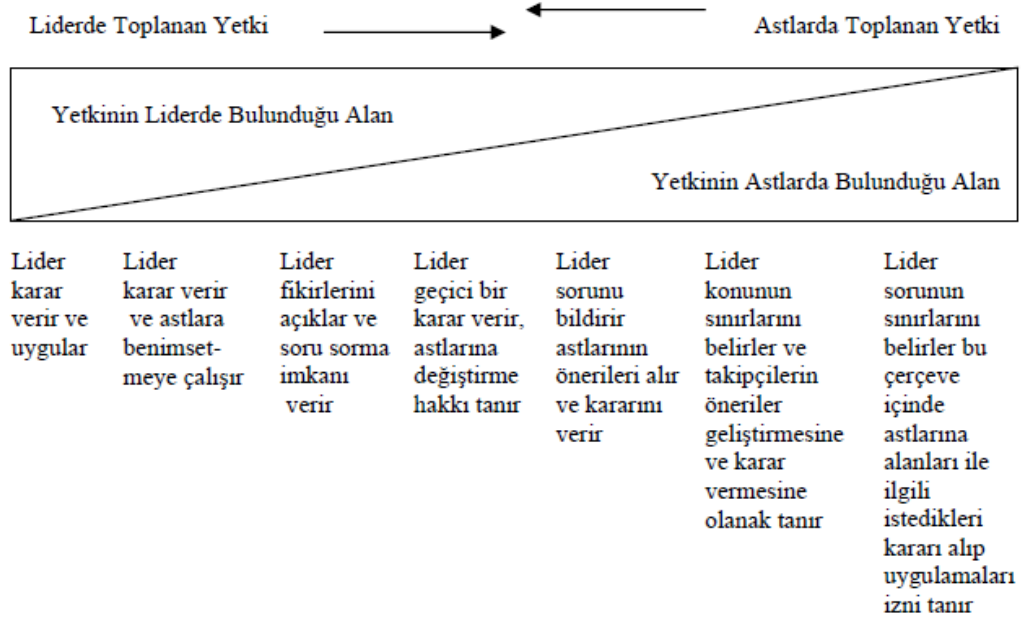 Liderde Toplanan Yetki
Astlarda Toplanan Yetki
Yetkinin Liderde Bulunduğu Alan
Yetkinin Astlarda Bulunduğu Alan
Lider
karar
verir ve
uygular
Lider
karar verir
ve astlara
benimset-
meye çalışır
Lider
fikirlerini
açıklar ve
soru sorma
imkanı
verir
Lider
geçici bir
karar verir,
astlarına
değiştirme
hakkı tanır
Lider
sorunu
bildirir
astlarının
önerileri alır
ve kararını
verir
Lider
konunun
sınırlarını
belirler ve
takipçilerin
öneriler
geliştirmesine
ve karar
vermesine
olanak tanır
Lider
sorunun
sınırlarını
belirler bu
çerçeve
içinde
astlarına
alanları ile
ilgili
istedikleri
kararı alıp
uygulamaları
izni tanır